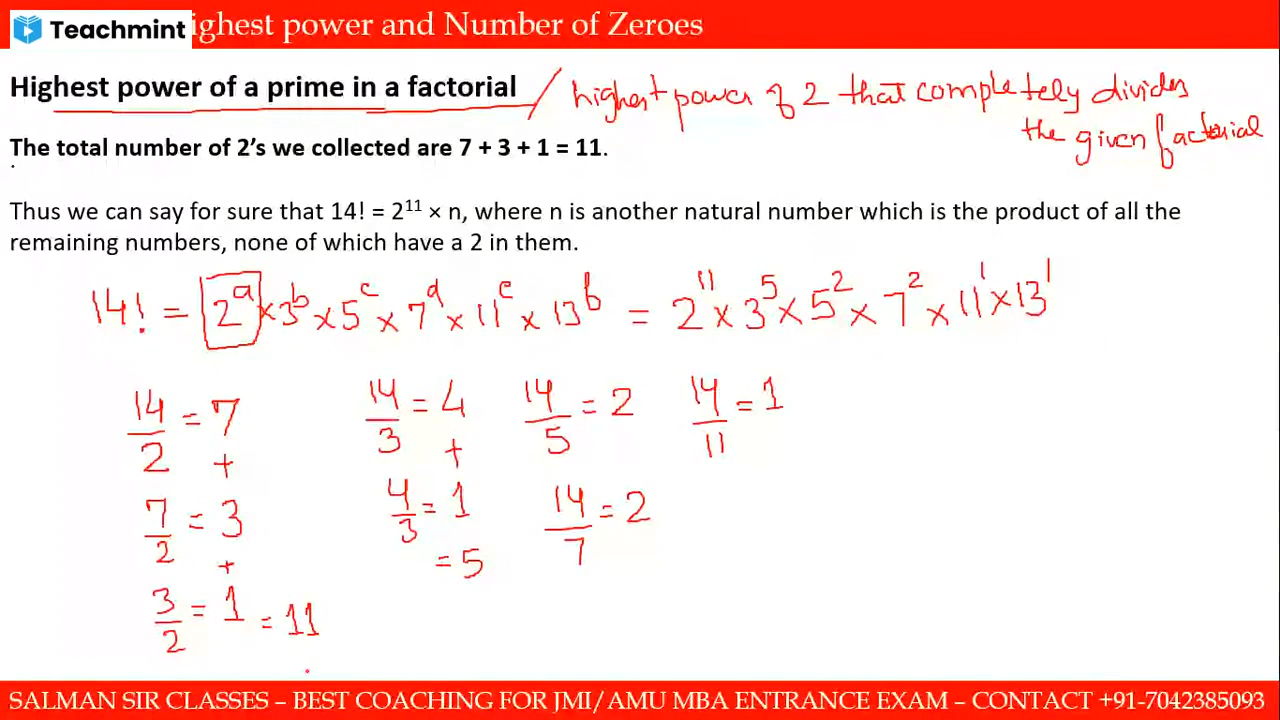 Teachmint
ighest power and Number of Zeroes
Highest power of a prime in a factorial / highest power of 2 that completely divides
the given factorial
The total number of 2's we collected are 7 + 3 + 1 = 11.
Thus we can say for sure that 14! = 2¹¹ × n, where n is another natural number which is the product of all the
remaining numbers, none of which have a 2 in them.
14! = 2ᵃ × 3ᵇ × 5ᶜ × 7ᵈ × 11ᵉ × 13ᶠ = 2¹¹ × 3⁵ × 5² × 7² × 11¹ × 13¹
14/2 = 7
+
7/2 = 3
+
3/2 = 1 = 11
14/3 = 4
+
4/3 = 1
= 5
14/5 = 2
14/7 = 2
14/11 = 1
SALMAN SIR CLASSES – BEST COACHING FOR JMI/AMU MBA ENTRANCE EXAM – CONTACT +91-7042385093